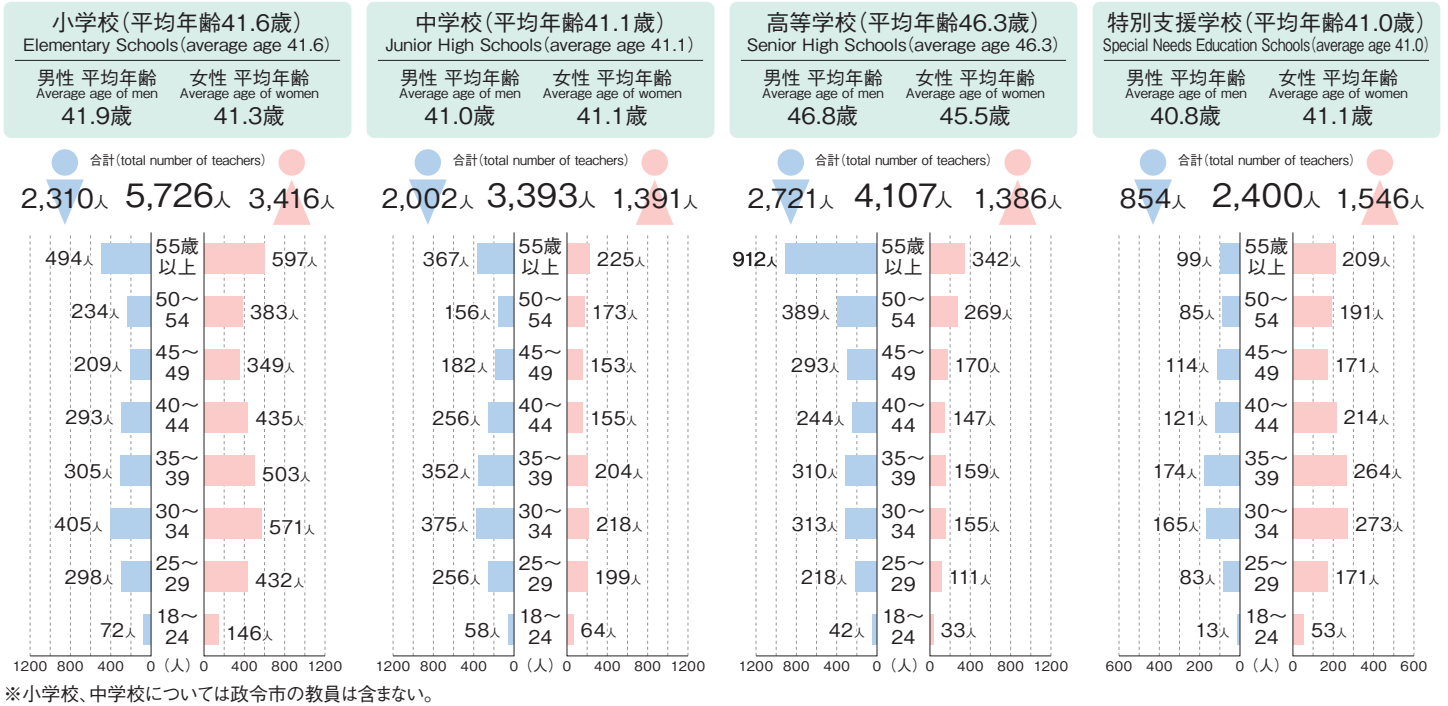 小学校（平均年齢41.6歳）
Elementary Schools（average age 41.6）
男性 平均年齢 女性 平均年齢
Average age of men Average age of women
41.9歳 41.3歳
合計（total number of teachers）
2,310人 5,726人 3,416人
494人 55歳以上 597人
234人 50～54 383人
209人 45～49 349人
293人 40～44 435人
305人 35～39 503人
405人 30～34 571人
298人 25～29 432人
72人 18～24 146人
1200 800 400 0 （人） 0 400 800 1200
中学校（平均年齢41.1歳）
Junior High Schools（average age 41.1）
男性 平均年齢 女性 平均年齢
Average age of men Average age of women
41.0歳 41.1歳
合計（total number of teachers）
2,002人 3,393人 1,391人
367人 55歳以上 225人
156人 50～54 173人
182人 45～49 153人
256人 40～44 155人
352人 35～39 204人
375人 30～34 218人
256人 25～29 199人
58人 18～24 64人
1200 800 400 0 （人） 0 400 800 1200
高等学校（平均年齢46.3歳）
Senior High Schools（average age 46.3）
男性 平均年齢 女性 平均年齢
Average age of men Average age of women
46.8歳 45.5歳
合計（total number of teachers）
2,721人 4,107人 1,386人
912人 55歳以上 342人
389人 50～54 269人
293人 45～49 170人
244人 40～44 147人
310人 35～39 159人
313人 30～34 155人
218人 25～29 111人
42人 18～24 33人
1200 800 400 0 （人） 0 400 800 1200
特別支援学校（平均年齢41.0歳）
Special Needs Education Schools（average age 41.0）
男性 平均年齢 女性 平均年齢
Average age of men Average age of women
40.8歳 41.1歳
合計（total number of teachers）
854人 2,400人 1,546人
99人 55歳以上 209人
85人 50～54 191人
114人 45～49 171人
121人 40～44 214人
174人 35～39 264人
165人 30～34 273人
83人 25～29 171人
13人 18～24 53人
600 400 200 0 （人） 0 200 400 600
※小学校、中学校については政令市の教員は含まない。